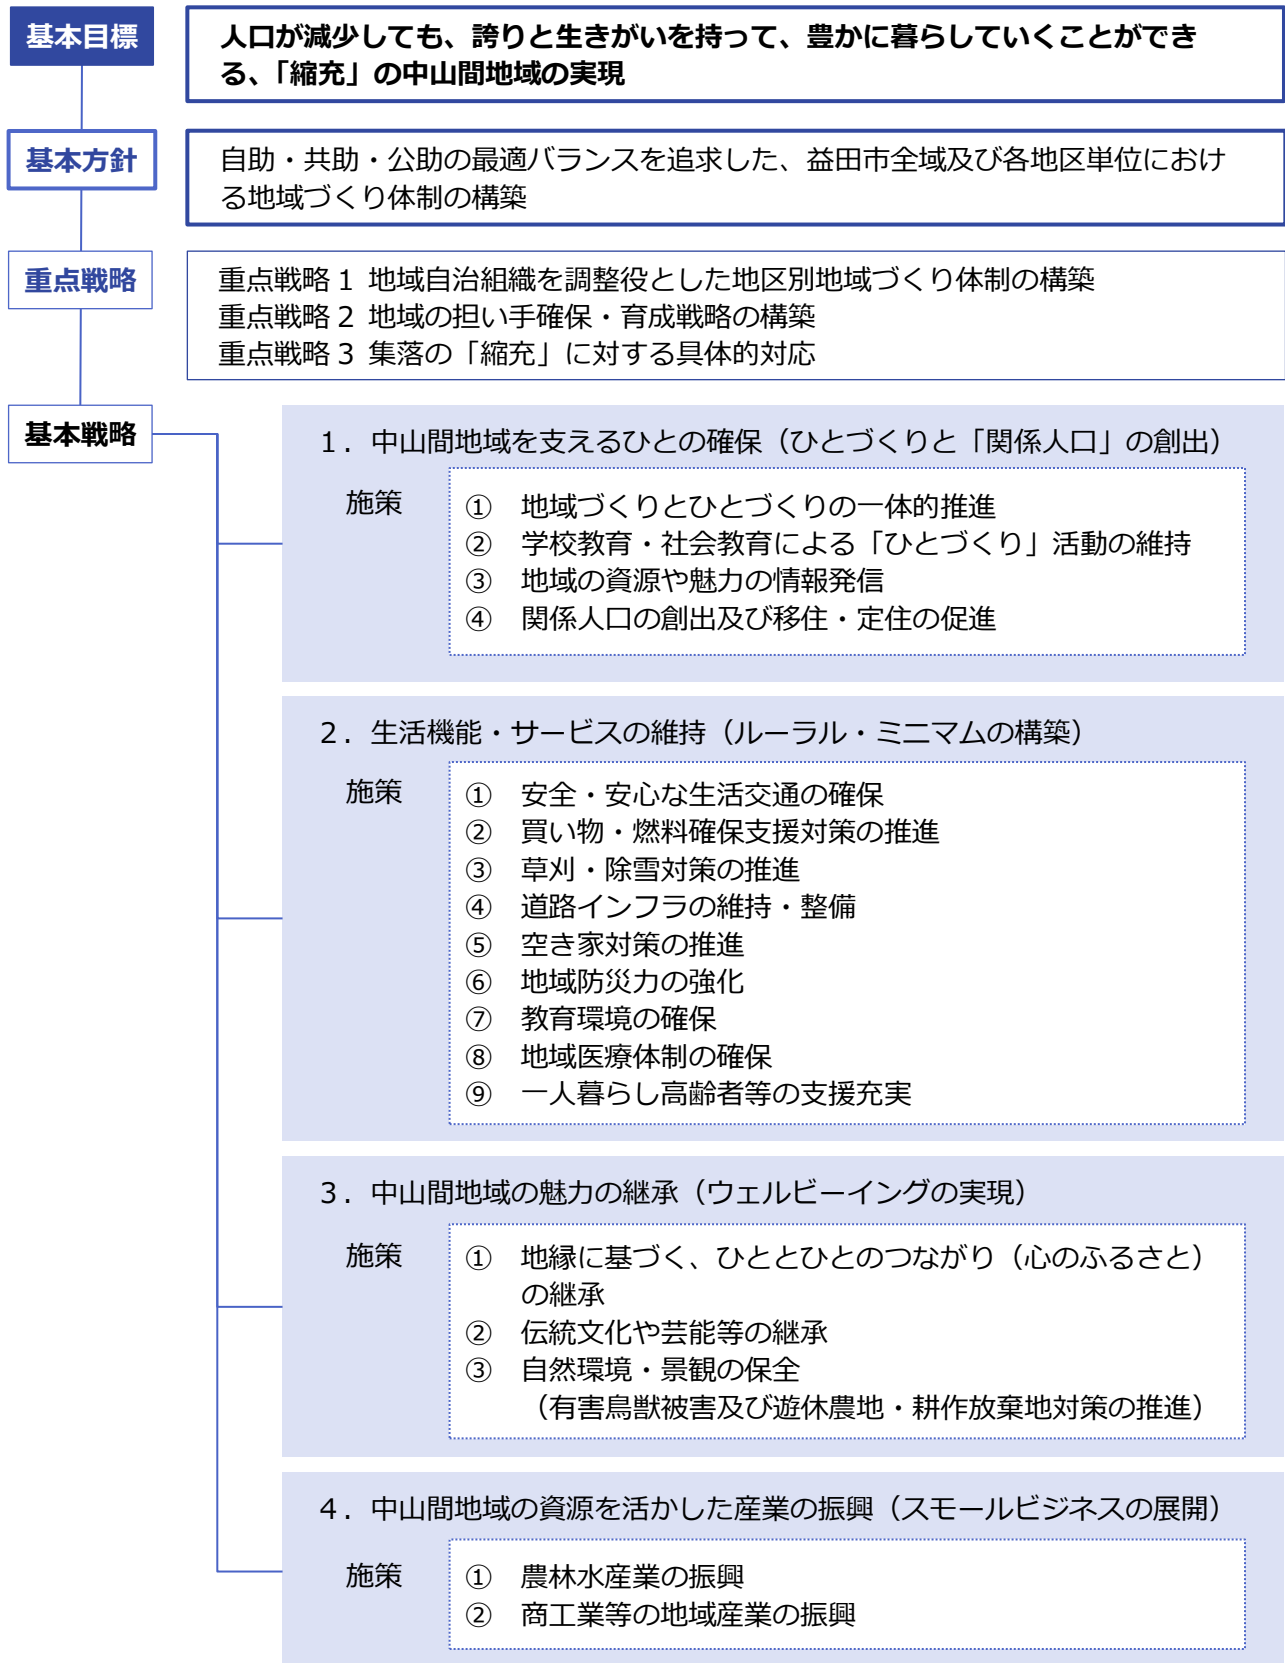 基本目標
人口が減少しても、誇りと生きがいを持って、豊かに暮らしていくことができ
る、「縮充」の中山間地域の実現
基本方針
自助・共助・公助の最適バランスを追求した、益田市全域及び各地区単位におけ
る地域づくり体制の構築
重点戦略
重点戦略１ 地域自治組織を調整役とした地区別地域づくり体制の構築
重点戦略２ 地域の担い手確保・育成戦略の構築
重点戦略３ 集落の「縮充」に対する具体的対応
基本戦略
１．中山間地域を支えるひとの確保（ひとづくりと「関係人口」の創出）
施策
① 地域づくりとひとづくりの一体的推進
② 学校教育・社会教育による「ひとづくり」活動の維持
③ 地域の資源や魅力の情報発信
④ 関係人口の創出及び移住・定住の促進
２．生活機能・サービスの維持（ルーラル・ミニマムの構築）
施策
① 安全・安心な生活交通の確保
② 買い物・燃料確保支援対策の推進
③ 草刈・除雪対策の推進
④ 道路インフラの維持・整備
⑤ 空き家対策の推進
⑥ 地域防災力の強化
⑦ 教育環境の確保
⑧ 地域医療体制の確保
⑨ 一人暮らし高齢者等の支援充実
３．中山間地域の魅力の継承（ウェルビーイングの実現）
施策
① 地縁に基づく、ひととひとのつながり（心のふるさと）
の継承
② 伝統文化や芸能等の継承
③ 自然環境・景観の保全
（有害鳥獣被害及び遊休農地・耕作放棄地対策の推進）
４．中山間地域の資源を活かした産業の振興（スモールビジネスの展開）
施策
① 農林水産業の振興
② 商工業等の地域産業の振興